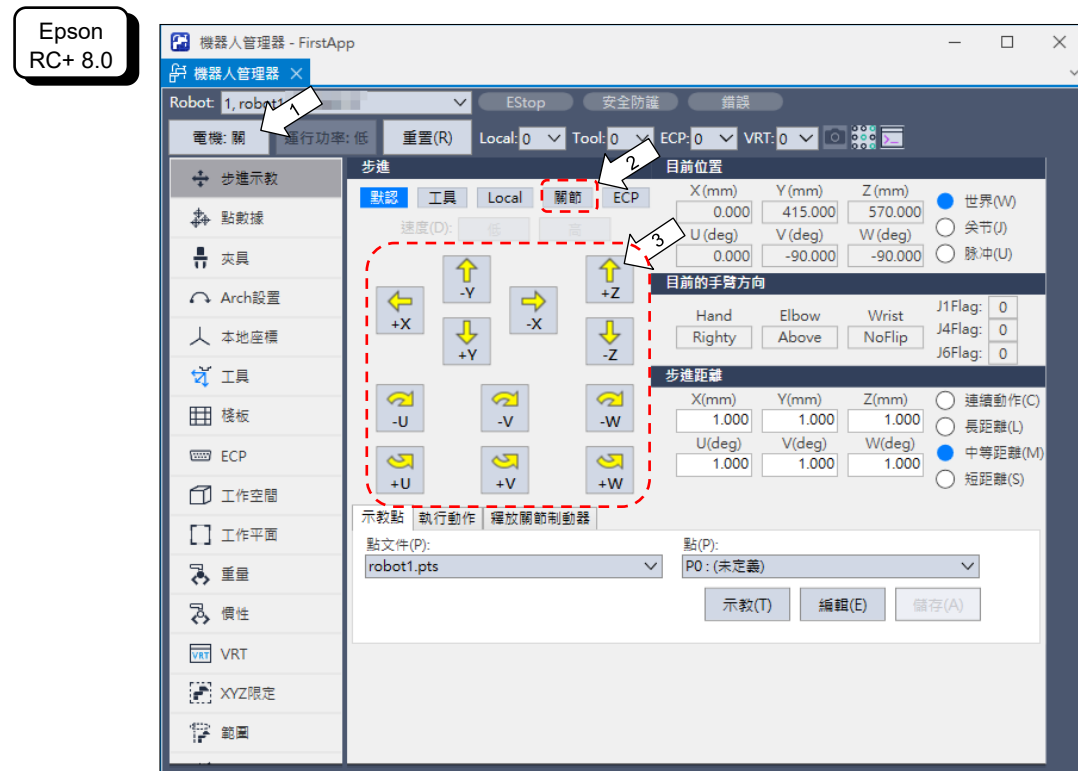 Epson
RC+ 8.0
機器人管理器 - FirstApp
機器人管理器
Robot: 1, robot1 EStop 安全防護 錯誤
電機: 關 運行功率: 低 重置(R) Local: 0 Tool: 0 ECP: 0 VRT: 0
步進示教
點數據
夾具
Arch設置
本地座標
工具
棧板
ECP
工作空間
工作平面
重量
慣性
VRT
XYZ限定
範圍
1
2
3
步進
默認 工具 Local 關節 ECP
速度(D): 低 高
-Y +Z
+X -X
+Y -Z
-U -V -W
+U +V +W
目前位置
X (mm) Y (mm) Z (mm)
0.000 415.000 570.000
U (deg) V (deg) W (deg)
0.000 -90.000 -90.000
世界(W)
关节(J)
脉冲(U)
目前的手臂方向
Hand Elbow Wrist
Righty Above NoFlip
J1Flag: 0
J4Flag: 0
J6Flag: 0
步進距離
X(mm) Y(mm) Z(mm)
1.000 1.000 1.000
U(deg) V(deg) W(deg)
1.000 1.000 1.000
連續動作(C)
長距離(L)
中等距離(M)
短距離(S)
示教點 執行動作 釋放關節制動器
點文件(P): 點(P):
robot1.pts P0 : (未定義)
示教(T) 編輯(E) 儲存(A)